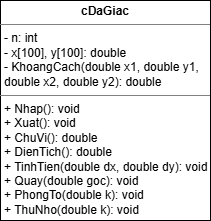 cDaGiac
- n: int
- x[100], y[100]: double
- KhoangCach(double x1, double y1,
double x2, double y2): double
+ Nhap(): void
+ Xuat(): void
+ ChuVi(): double
+ DienTich(): double
+ TinhTien(double dx, double dy): void
+ Quay(double goc): void
+ PhongTo(double k): void
+ ThuNho(double k): void